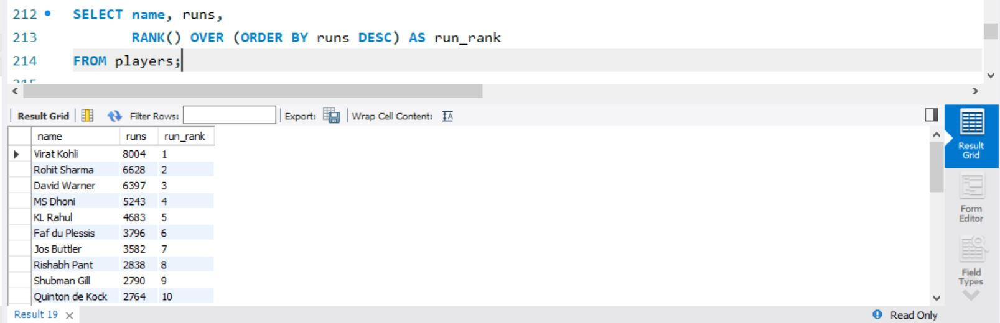 212 SELECT name, runs,
213 RANK() OVER (ORDER BY runs DESC) AS run_rank
214 FROM players;
Result Grid Filter Rows: Export: Wrap Cell Content:
name runs run_rank
Virat Kohli 8004 1
Rohit Sharma 6628 2
David Warner 6397 3
MS Dhoni 5243 4
KL Rahul 4683 5
Faf du Plessis 3796 6
Jos Buttler 3582 7
Rishabh Pant 2838 8
Shubman Gill 2790 9
Quinton de Kock 2764 10
Result
Grid
Form
Editor
Field
Types
Result 19
Read Only